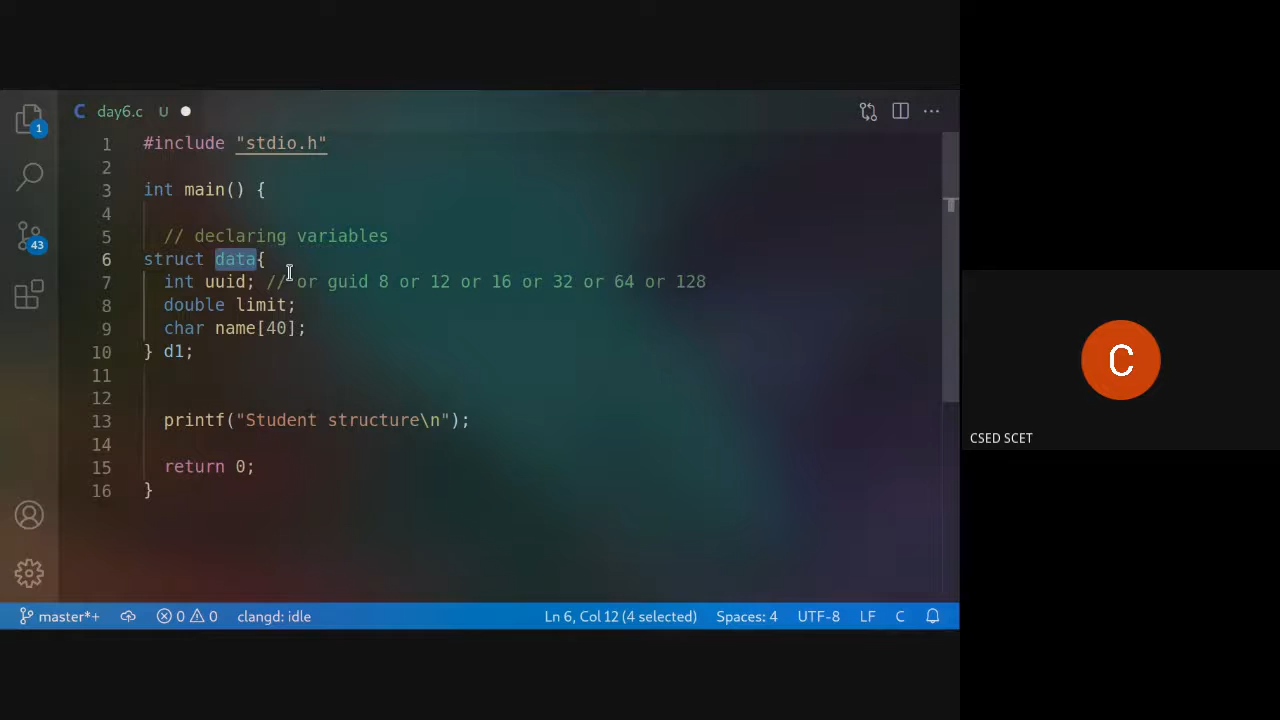 C day6.c U
1
43
1 #include "stdio.h"
2
3 int main() {
4
5 // declaring variables
6 struct data{
7 int uuid; // or guid 8 or 12 or 16 or 32 or 64 or 128
8 double limit;
9 char name[40];
10 } d1;
11
12
13 printf("Student structure\n");
14
15 return 0;
16 }
master*+ 0 0 clangd: idle Ln 6, Col 12 (4 selected) Spaces: 4 UTF-8 LF C
C
CSED SCET